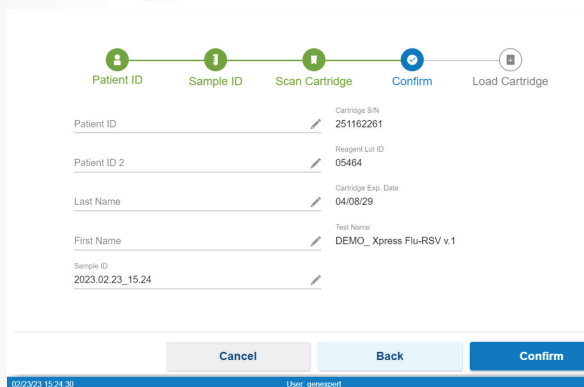 Patient ID
Sample ID
Scan Cartridge
Confirm
Load Cartridge
Patient ID
Patient ID 2
Last Name
First Name
Sample ID
2023.02.23_15.24
Cartridge S/N
251162261
Reagent Lot ID
05464
Cartridge Exp. Date
04/08/29
Test Name
DEMO_ Xpress Flu-RSV v.1
Cancel
Back
Confirm
02/23/23 15:24:30
User: genexpert